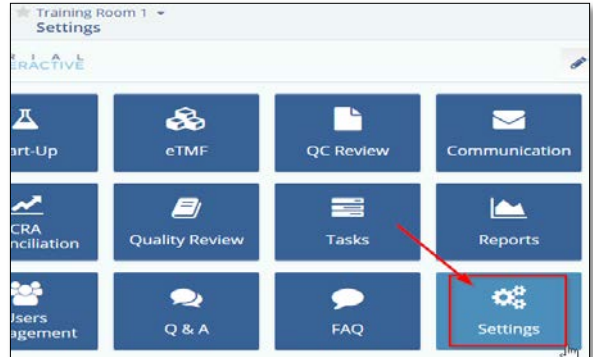 Training Room 1
Settings
R I A L
ERACTIVE
art-Up
eTMF
QC Review
Communication
CRA
nciliation
Quality Review
Tasks
Reports
Users
agement
Q & A
FAQ
Settings